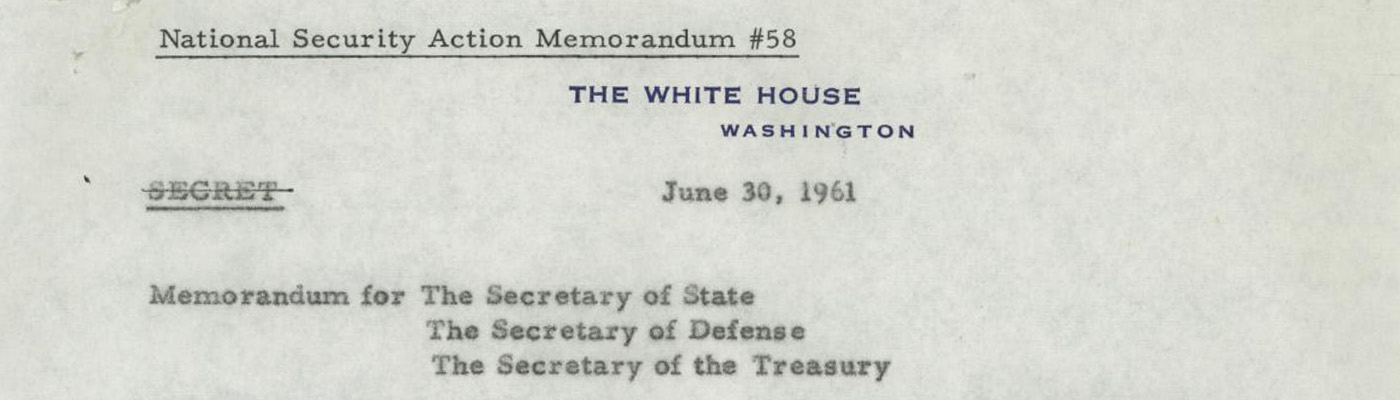 National Security Action Memorandum #58
THE WHITE HOUSE
WASHINGTON
SECRET
June 30, 1961
Memorandum for The Secretary of State
The Secretary of Defense
The Secretary of the Treasury